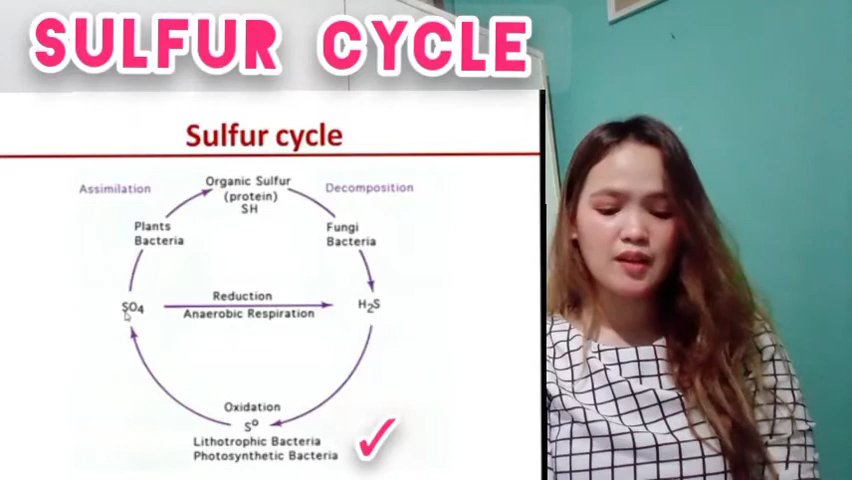 SULFUR CYCLE
Sulfur cycle
Assimilation
Organic Sulfur
(protein)
SH
Decomposition
Plants
Bacteria
Fungi
Bacteria
SO4
Reduction
Anaerobic Respiration
H2S
Oxidation
S⁰
Lithotrophic Bacteria
Photosynthetic Bacteria